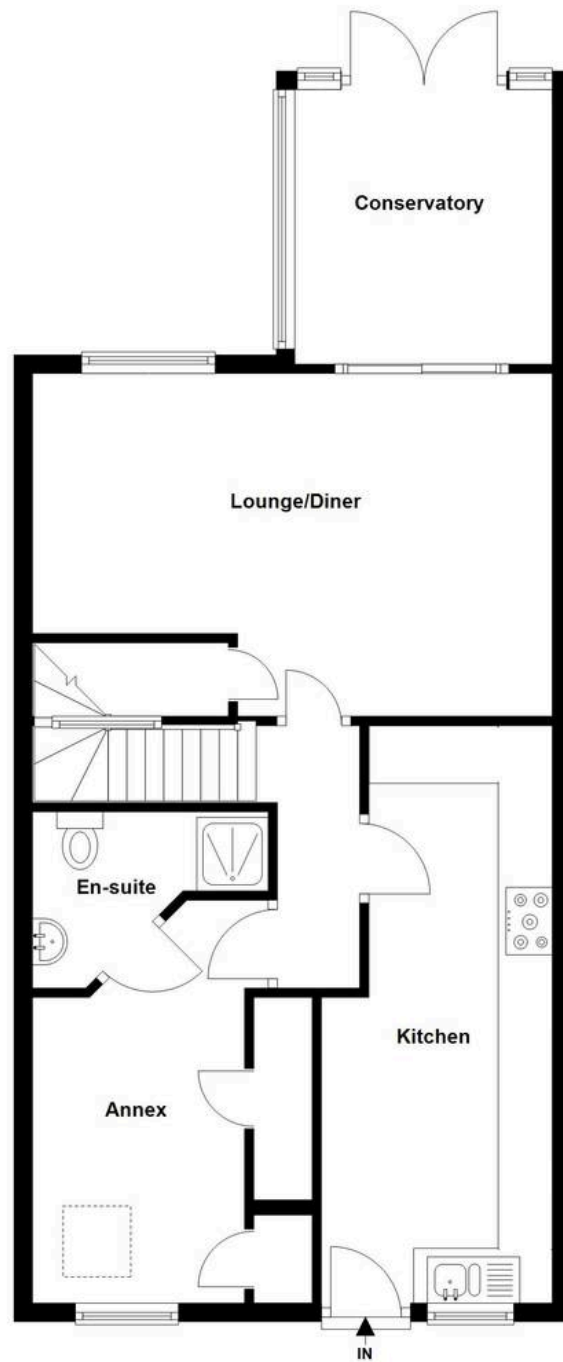 Conservatory
Lounge/Diner
En-suite
Kitchen
Annex
IN